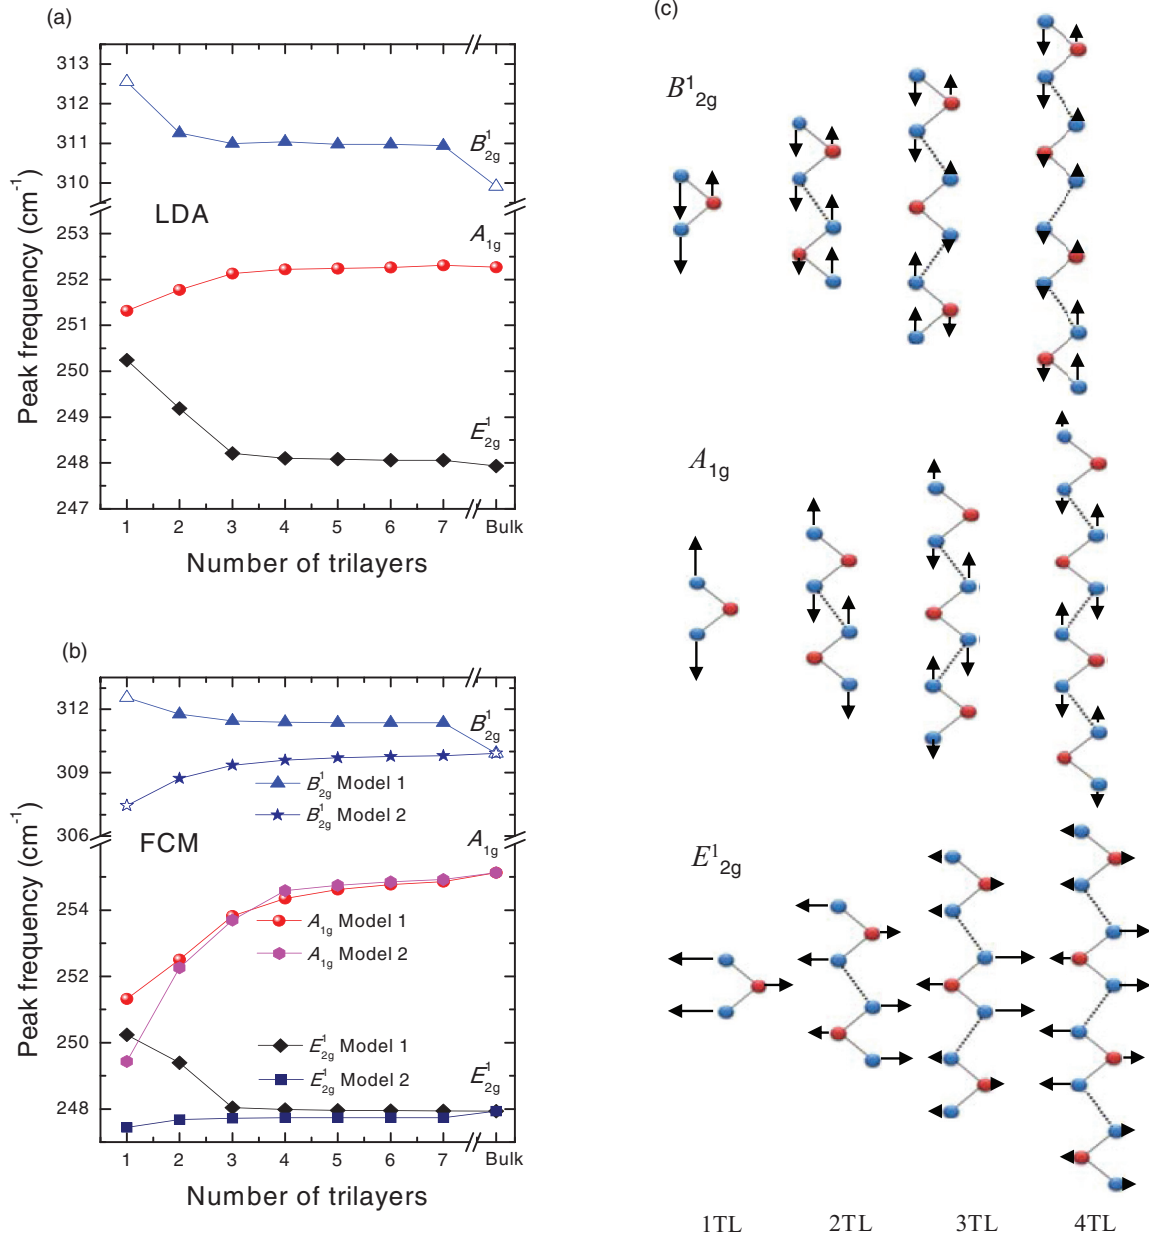 (a)
313
312
311
310
253
252
251
250
249
248
247
Peak frequency (cm⁻¹)
LDA
B¹₂g
A₁g
E¹₂g
1 2 3 4 5 6 7 Bulk
Number of trilayers
(b)
312
309
306
254
252
250
248
Peak frequency (cm⁻¹)
FCM
B¹₂g
B¹₂g Model 1
B¹₂g Model 2
A₁g
A₁g Model 1
A₁g Model 2
E¹₂g Model 1
E¹₂g Model 2
E¹₂g
1 2 3 4 5 6 7 Bulk
Number of trilayers
(c)
B¹₂g
A₁g
E¹₂g
1TL 2TL 3TL 4TL